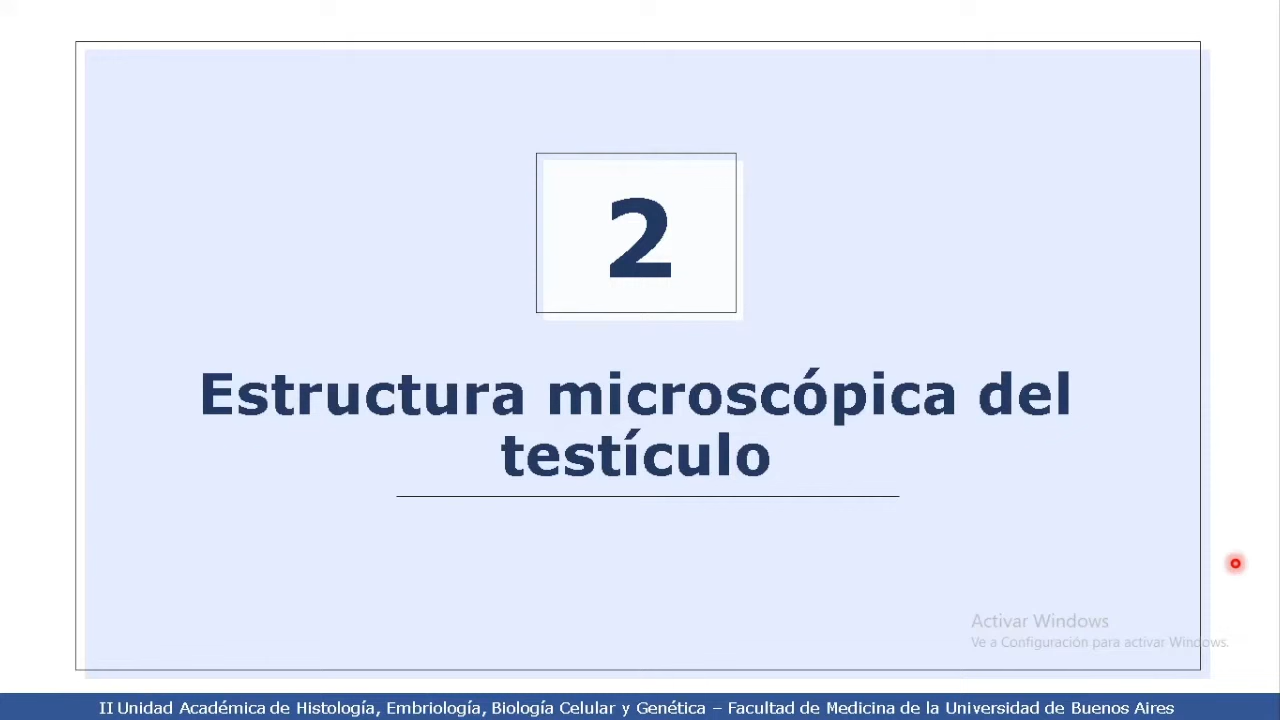 2
Estructura microscópica del
testículo
Activar Windows
Ve a Configuración para activar Windows.
II Unidad Académica de Histología, Embriología, Biología Celular y Genética – Facultad de Medicina de la Universidad de Buenos Aires